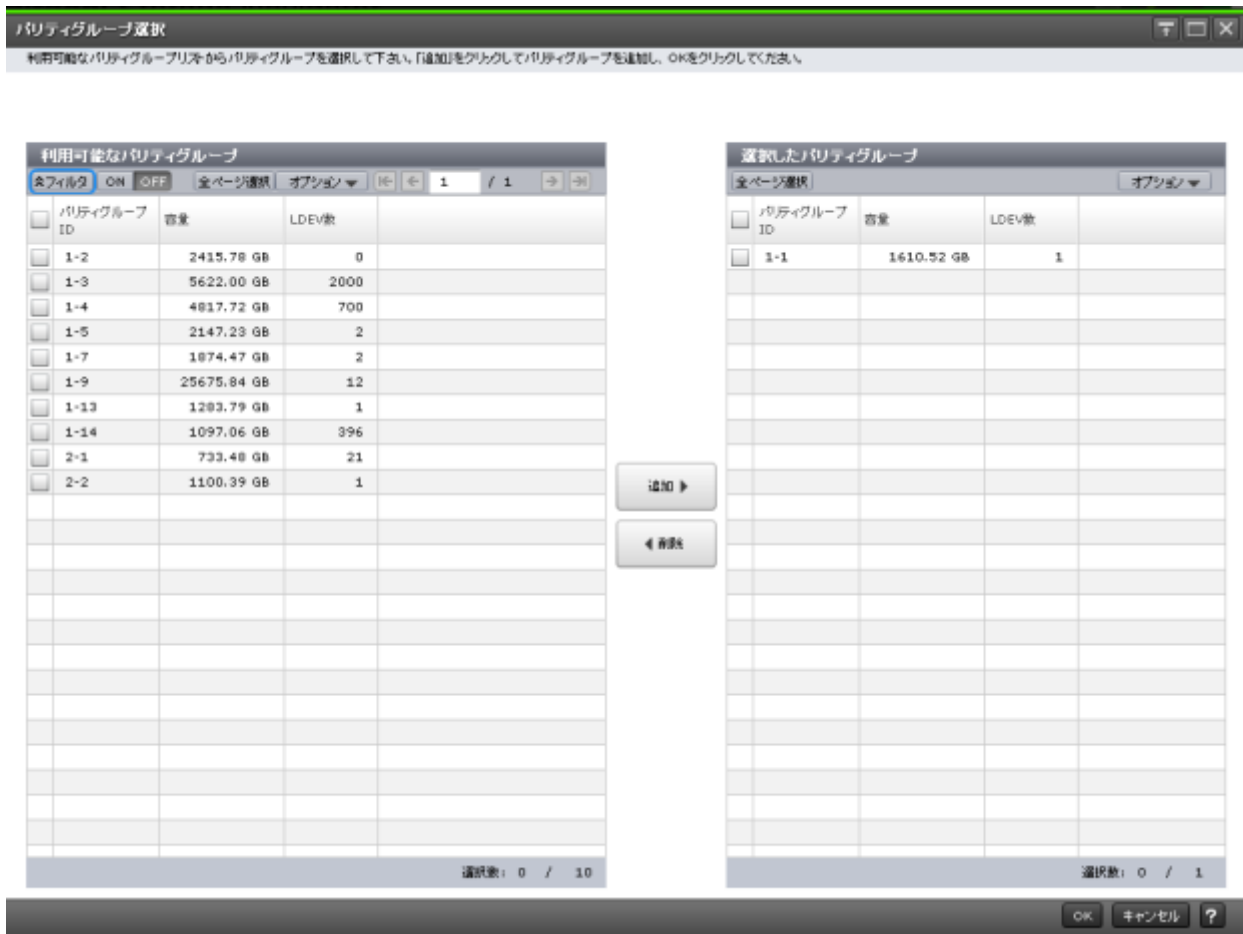 パリティグループ選択
利用可能なパリティグループリストからパリティグループを選択して下さい。「追加」をクリックしてパリティグループを追加し、OKをクリックしてください。
利用可能なパリティグループ
全フィルタ ON OFF 全ページ選択 オプション 1 / 1
パリティグループID 容量 LDEV数
1-2 2415.78 GB 0
1-3 5622.00 GB 2000
1-4 4817.72 GB 700
1-5 2147.23 GB 2
1-7 1874.47 GB 2
1-9 25675.84 GB 12
1-13 1283.79 GB 1
1-14 1097.06 GB 396
2-1 733.48 GB 21
2-2 1100.39 GB 1
選択数: 0 / 10
追加
削除
選択したパリティグループ
全ページ選択 オプション
パリティグループID 容量 LDEV数
1-1 1610.52 GB 1
選択数: 0 / 1
OK キャンセル ?